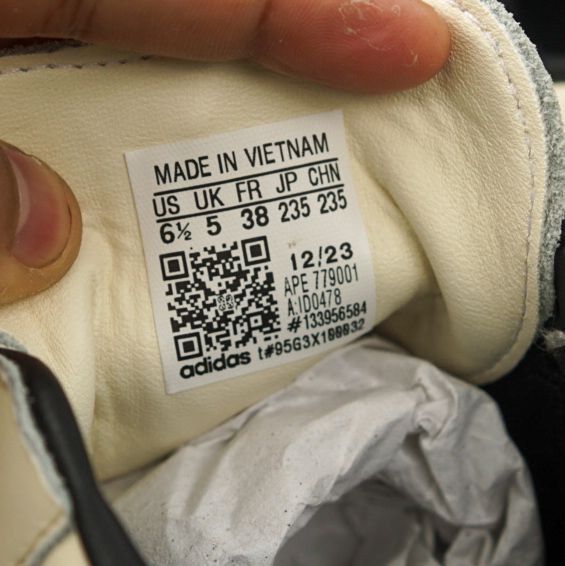 MADE IN VIETNAM
US UK FR JP CHN
6½ 5 38 235 235
12/23
APE 779001
A:ID0478
#133956584
adidas t#95G3X100032